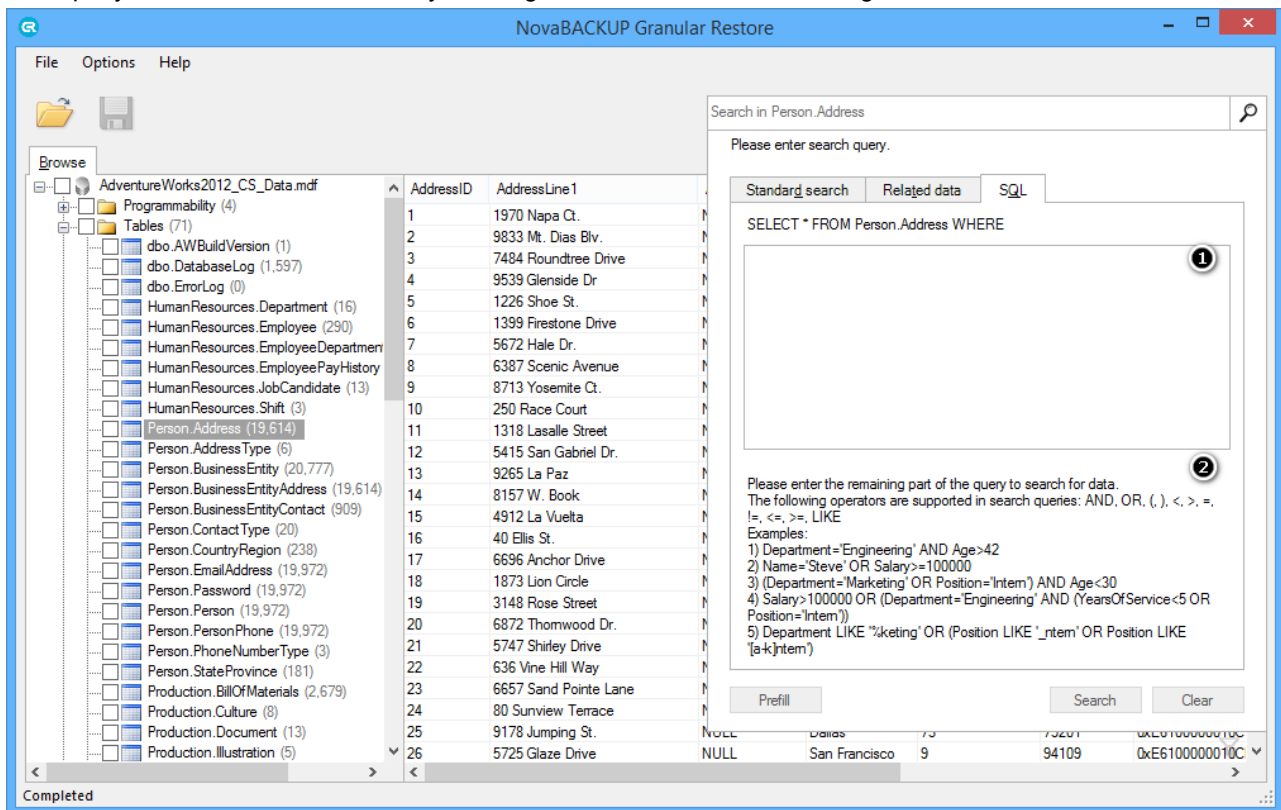 NovaBACKUP Granular Restore
File Options Help
Search in Person.Address
Please enter search query.
Browse
Standard search Related data SQL
SELECT * FROM Person.Address WHERE
1
2
Please enter the remaining part of the query to search for data.
The following operators are supported in search queries: AND, OR, (, ), <, >, =,
!=, <=, >=, LIKE
Examples:
1) Department='Engineering' AND Age>42
2) Name='Steve' OR Salary>=100000
3) (Department='Marketing' OR Position='Intern') AND Age<30
4) Salary>100000 OR (Department='Engineering' AND (YearsOfService<5 OR
Position='Intern'))
5) Department LIKE '%keting' OR (Position LIKE '_ntern' OR Position LIKE
'[a-k]ntern')
Prefill Search Clear
AdventureWorks2012_CS_Data.mdf
Programmability (4)
Tables (71)
dbo.AWBuildVersion (1)
dbo.DatabaseLog (1,597)
dbo.ErrorLog (0)
HumanResources.Department (16)
HumanResources.Employee (290)
HumanResources.EmployeeDepartmen
HumanResources.EmployeePayHistory
HumanResources.JobCandidate (13)
HumanResources.Shift (3)
Person.Address (19,614)
Person.AddressType (6)
Person.BusinessEntity (20,777)
Person.BusinessEntityAddress (19,614)
Person.BusinessEntityContact (909)
Person.ContactType (20)
Person.CountryRegion (238)
Person.EmailAddress (19,972)
Person.Password (19,972)
Person.Person (19,972)
Person.PersonPhone (19,972)
Person.PhoneNumberType (3)
Person.StateProvince (181)
Production.BillOfMaterials (2,679)
Production.Culture (8)
Production.Document (13)
Production.Illustration (5)
AddressID AddressLine1
1 1970 Napa Ct.
2 9833 Mt. Dias Blv.
3 7484 Roundtree Drive
4 9539 Glenside Dr
5 1226 Shoe St.
6 1399 Firestone Drive
7 5672 Hale Dr.
8 6387 Scenic Avenue
9 8713 Yosemite Ct.
10 250 Race Court
11 1318 Lasalle Street
12 5415 San Gabriel Dr.
13 9265 La Paz
14 8157 W. Book
15 4912 La Vuelta
16 40 Ellis St.
17 6696 Anchor Drive
18 1873 Lion Circle
19 3148 Rose Street
20 6872 Thornwood Dr.
21 5747 Shirley Drive
22 636 Vine Hill Way
23 6657 Sand Pointe Lane
24 80 Sunview Terrace
25 9178 Jumping St. NULL Dallas 73 75201
26 5725 Glaze Drive NULL San Francisco 9 94109 0xE6100000010C
Completed